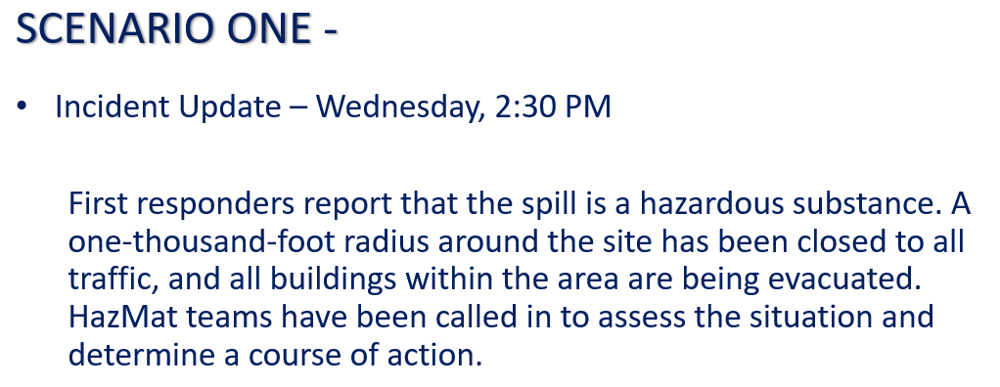 SCENARIO ONE -
• Incident Update – Wednesday, 2:30 PM
First responders report that the spill is a hazardous substance. A
one-thousand-foot radius around the site has been closed to all
traffic, and all buildings within the area are being evacuated.
HazMat teams have been called in to assess the situation and
determine a course of action.